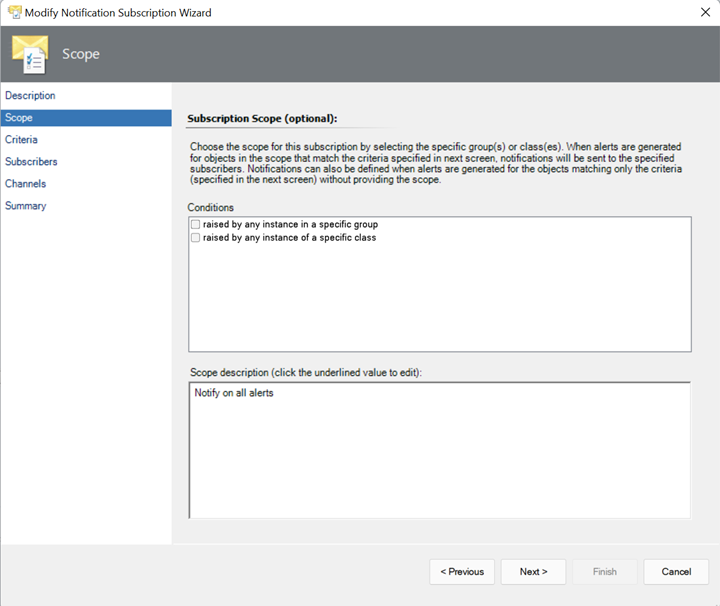 Modify Notification Subscription Wizard
Scope
Description
Scope
Criteria
Subscribers
Channels
Summary
Subscription Scope (optional):
Choose the scope for this subscription by selecting the specific group(s) or class(es). When alerts are generated
for objects in the scope that match the criteria specified in next screen, notifications will be sent to the specified
subscribers. Notifications can also be defined when alerts are generated for the objects matching only the criteria
(specified in the next screen) without providing the scope.
Conditions
raised by any instance in a specific group
raised by any instance of a specific class
Scope description (click the underlined value to edit):
Notify on all alerts
< Previous
Next >
Finish
Cancel